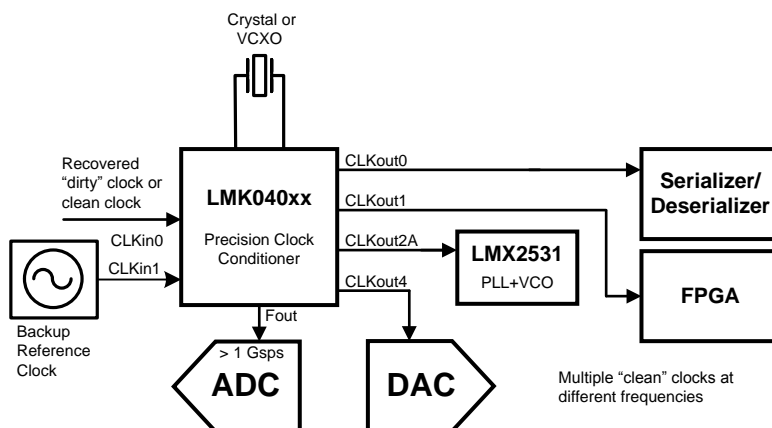 Crystal or
VCXO
Recovered
“dirty” clock or
clean clock
CLKin0
CLKin1
Backup
Reference
Clock
LMK040xx
Precision Clock
Conditioner
CLKout0
CLKout1
CLKout2A
CLKout4
Fout
> 1 Gsps
ADC
DAC
LMX2531
PLL+VCO
Serializer/
Deserializer
FPGA
Multiple “clean” clocks at
different frequencies